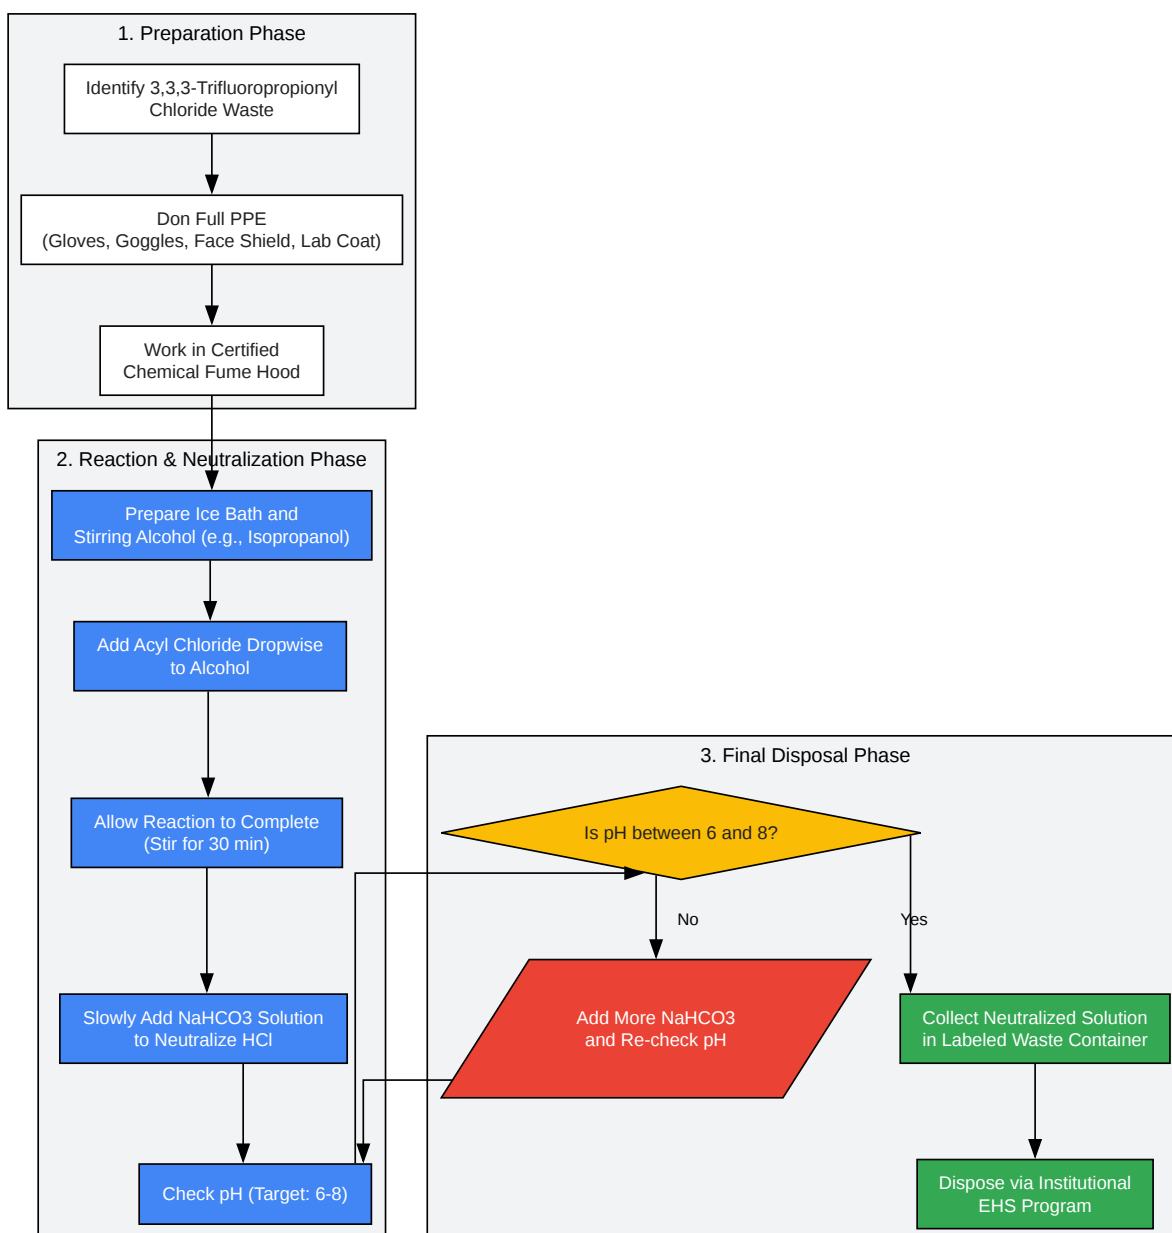 1. Preparation Phase
Identify 3,3,3-Trifluoropropionyl
Chloride Waste
Don Full PPE
(Gloves, Goggles, Face Shield, Lab Coat)
Work in Certified
Chemical Fume Hood
2. Reaction & Neutralization Phase
Prepare Ice Bath and
Stirring Alcohol (e.g., Isopropanol)
Add Acyl Chloride Dropwise
to Alcohol
Allow Reaction to Complete
(Stir for 30 min)
Slowly Add NaHCO3 Solution
to Neutralize HCl
Check pH (Target: 6-8)
3. Final Disposal Phase
Is pH between 6 and 8?
No
Yes
Add More NaHCO3
and Re-check pH
Collect Neutralized Solution
in Labeled Waste Container
Dispose via Institutional
EHS Program